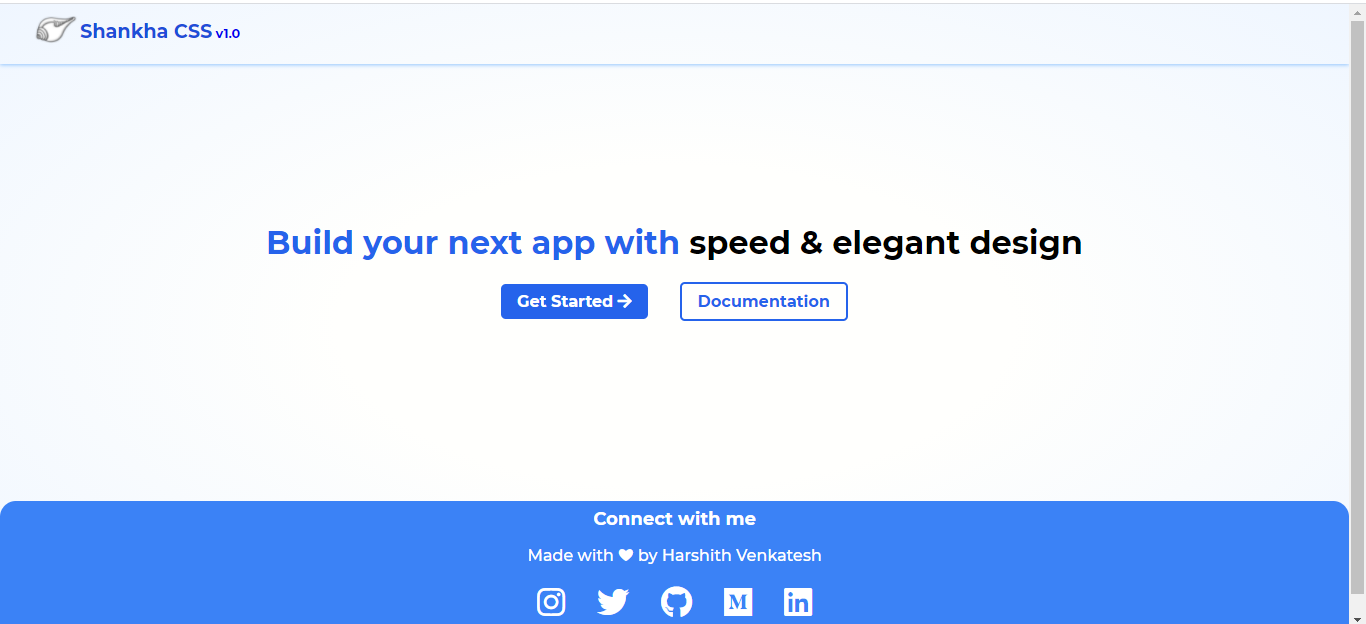 Shankha CSS v1.0
Build your next app with speed & elegant design
Get Started → Documentation
Connect with me
Made with ♥ by Harshith Venkatesh